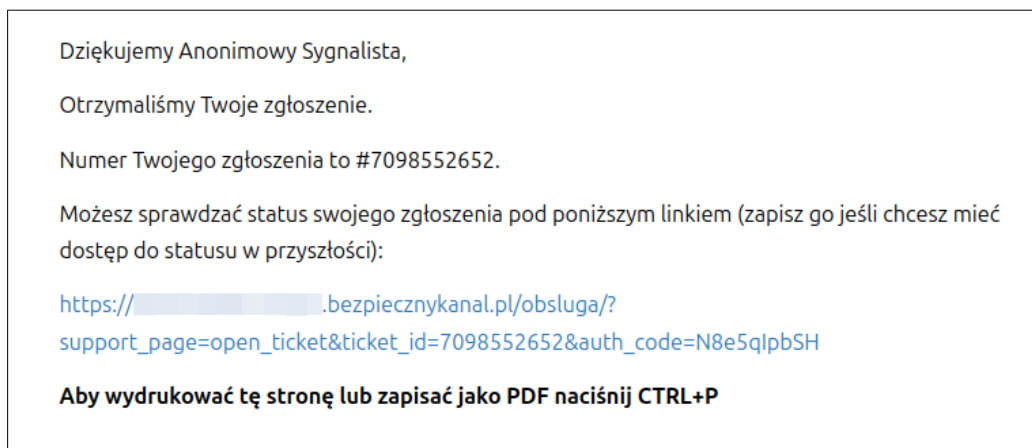 Dziękujemy Anonimowy Sygnalista,
Otrzymaliśmy Twoje zgłoszenie.
Numer Twojego zgłoszenia to #7098552652.
Możesz sprawdzać status swojego zgłoszenia pod poniższym linkiem (zapisz go jeśli chcesz mieć
dostęp do statusu w przyszłości):
https://.bezpiecznykanal.pl/obsluga/?
support_page=open_ticket&ticket_id=7098552652&auth_code=N8e5qIpbSH
Aby wydrukować tę stronę lub zapisać jako PDF naciśnij CTRL+P